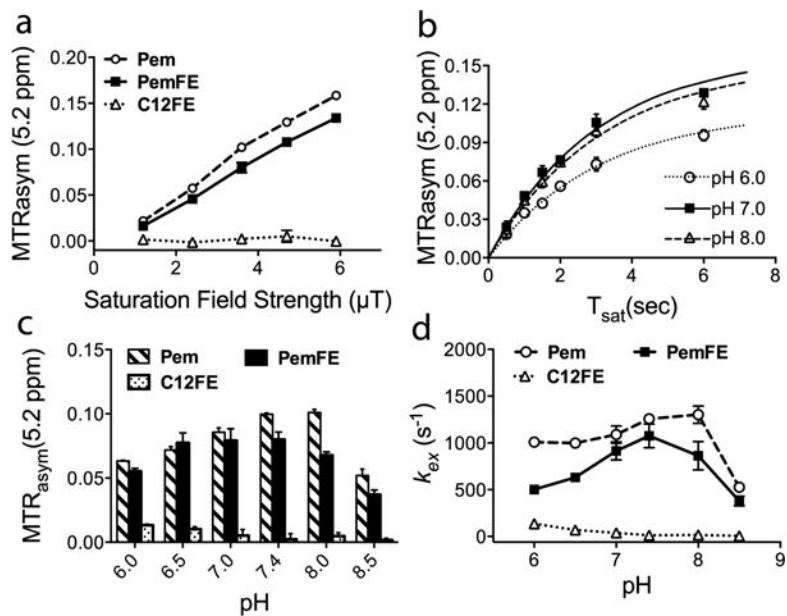 a
Pem
PemFE
C12FE
0.20
0.15
0.10
0.05
0.00
MTRasym (5.2 ppm)
0 2 4 6 8
Saturation Field Strength (µT)
b
0.15
0.12
0.09
0.06
0.03
0.00
MTRasym (5.2 ppm)
pH 6.0
pH 7.0
pH 8.0
0 2 4 6 8
Tsat(sec)
c
Pem PemFE
C12FE
0.15
0.10
0.05
0.00
MTRasym(5.2 ppm)
6.0 6.5 7.0 7.4 8.0 8.5
pH
d
Pem PemFE
C12FE
2000
1500
1000
500
0
kex (s-1)
6 7 8 9
pH